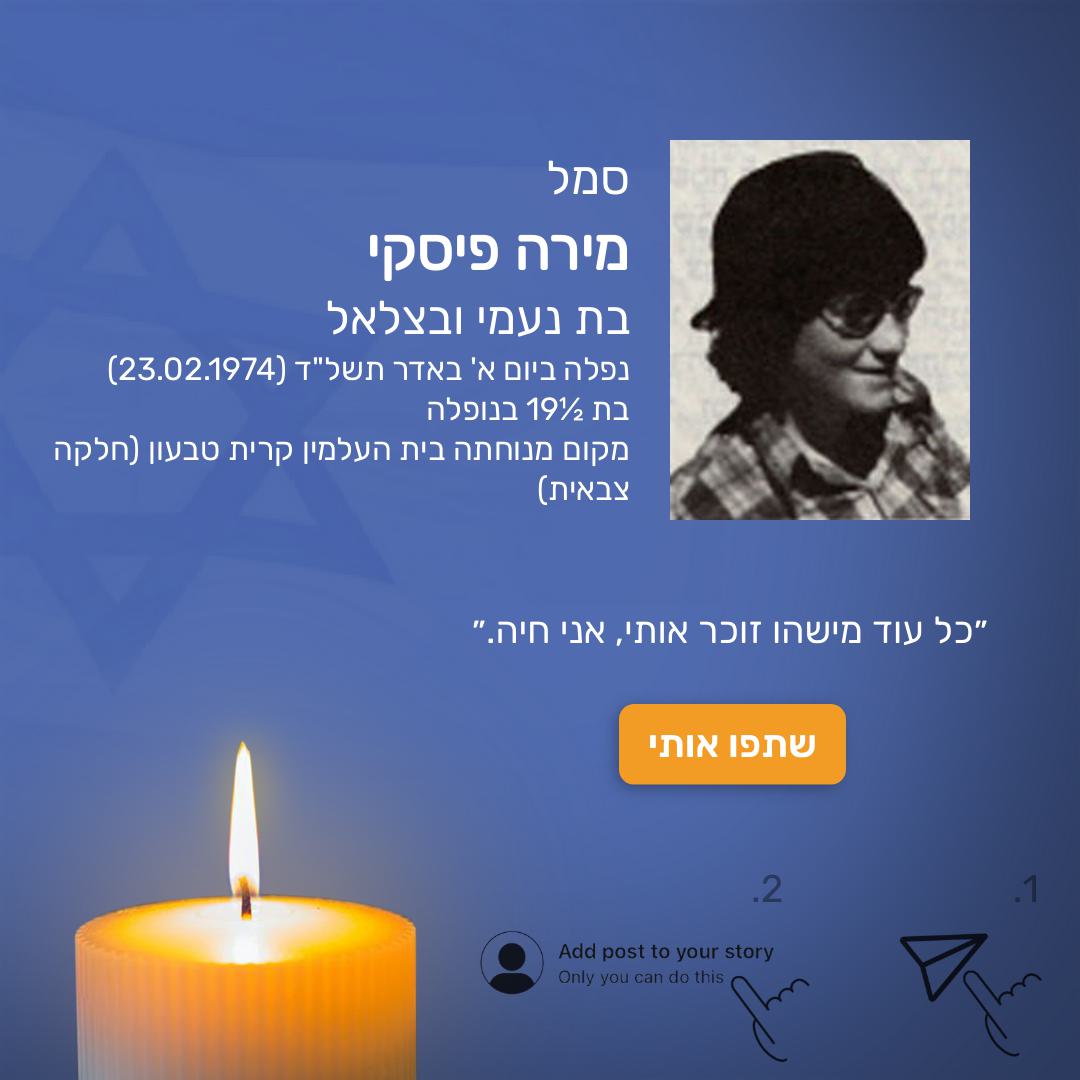 סמל
מירה פיסקי
בת נעמי ובצלאל
נפלה ביום א' באדר תשל"ד (23.02.1974)
בת 19½ בנופלה
מקום מנוחתה בית העלמין קרית טבעון (חלקה
צבאית)
״כל עוד מישהו זוכר אותי, אני חיה.״
שתפו אותי
1.
2.
Add post to your story
Only you can do this